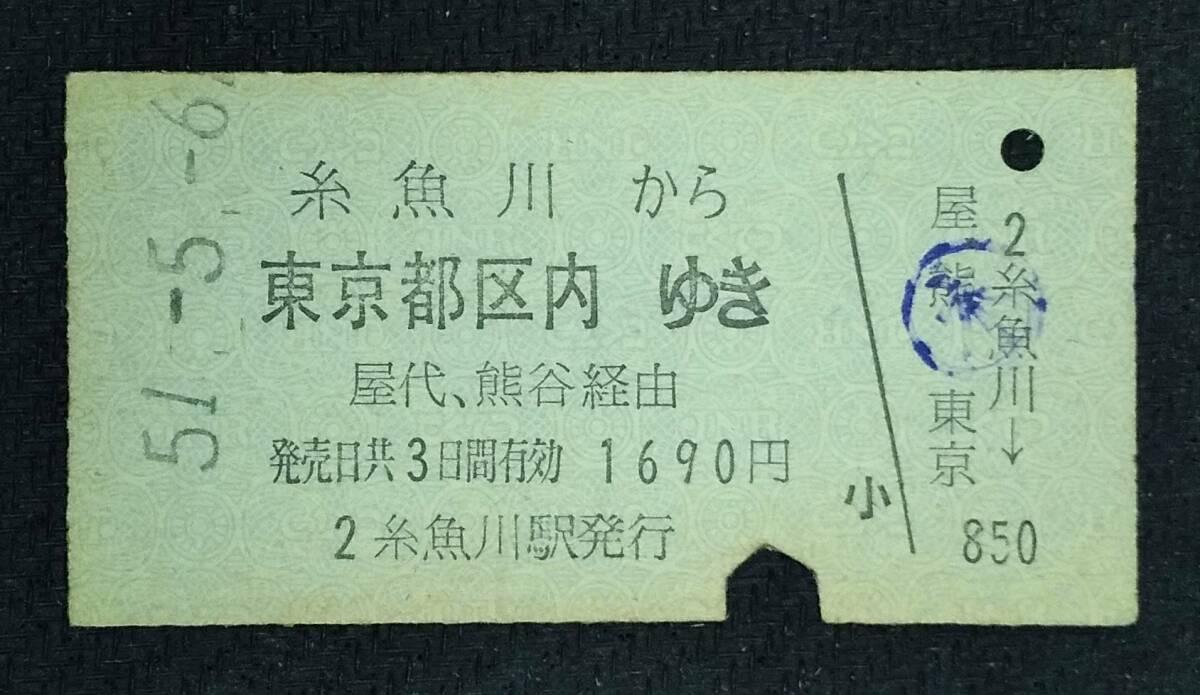 51.-5.-6.
糸魚川から
東京都区内ゆき
屋代、熊谷経由
発売日共3日間有効 1690円
2糸魚川駅発行
小
2糸魚川→
屋、熊 東京
850